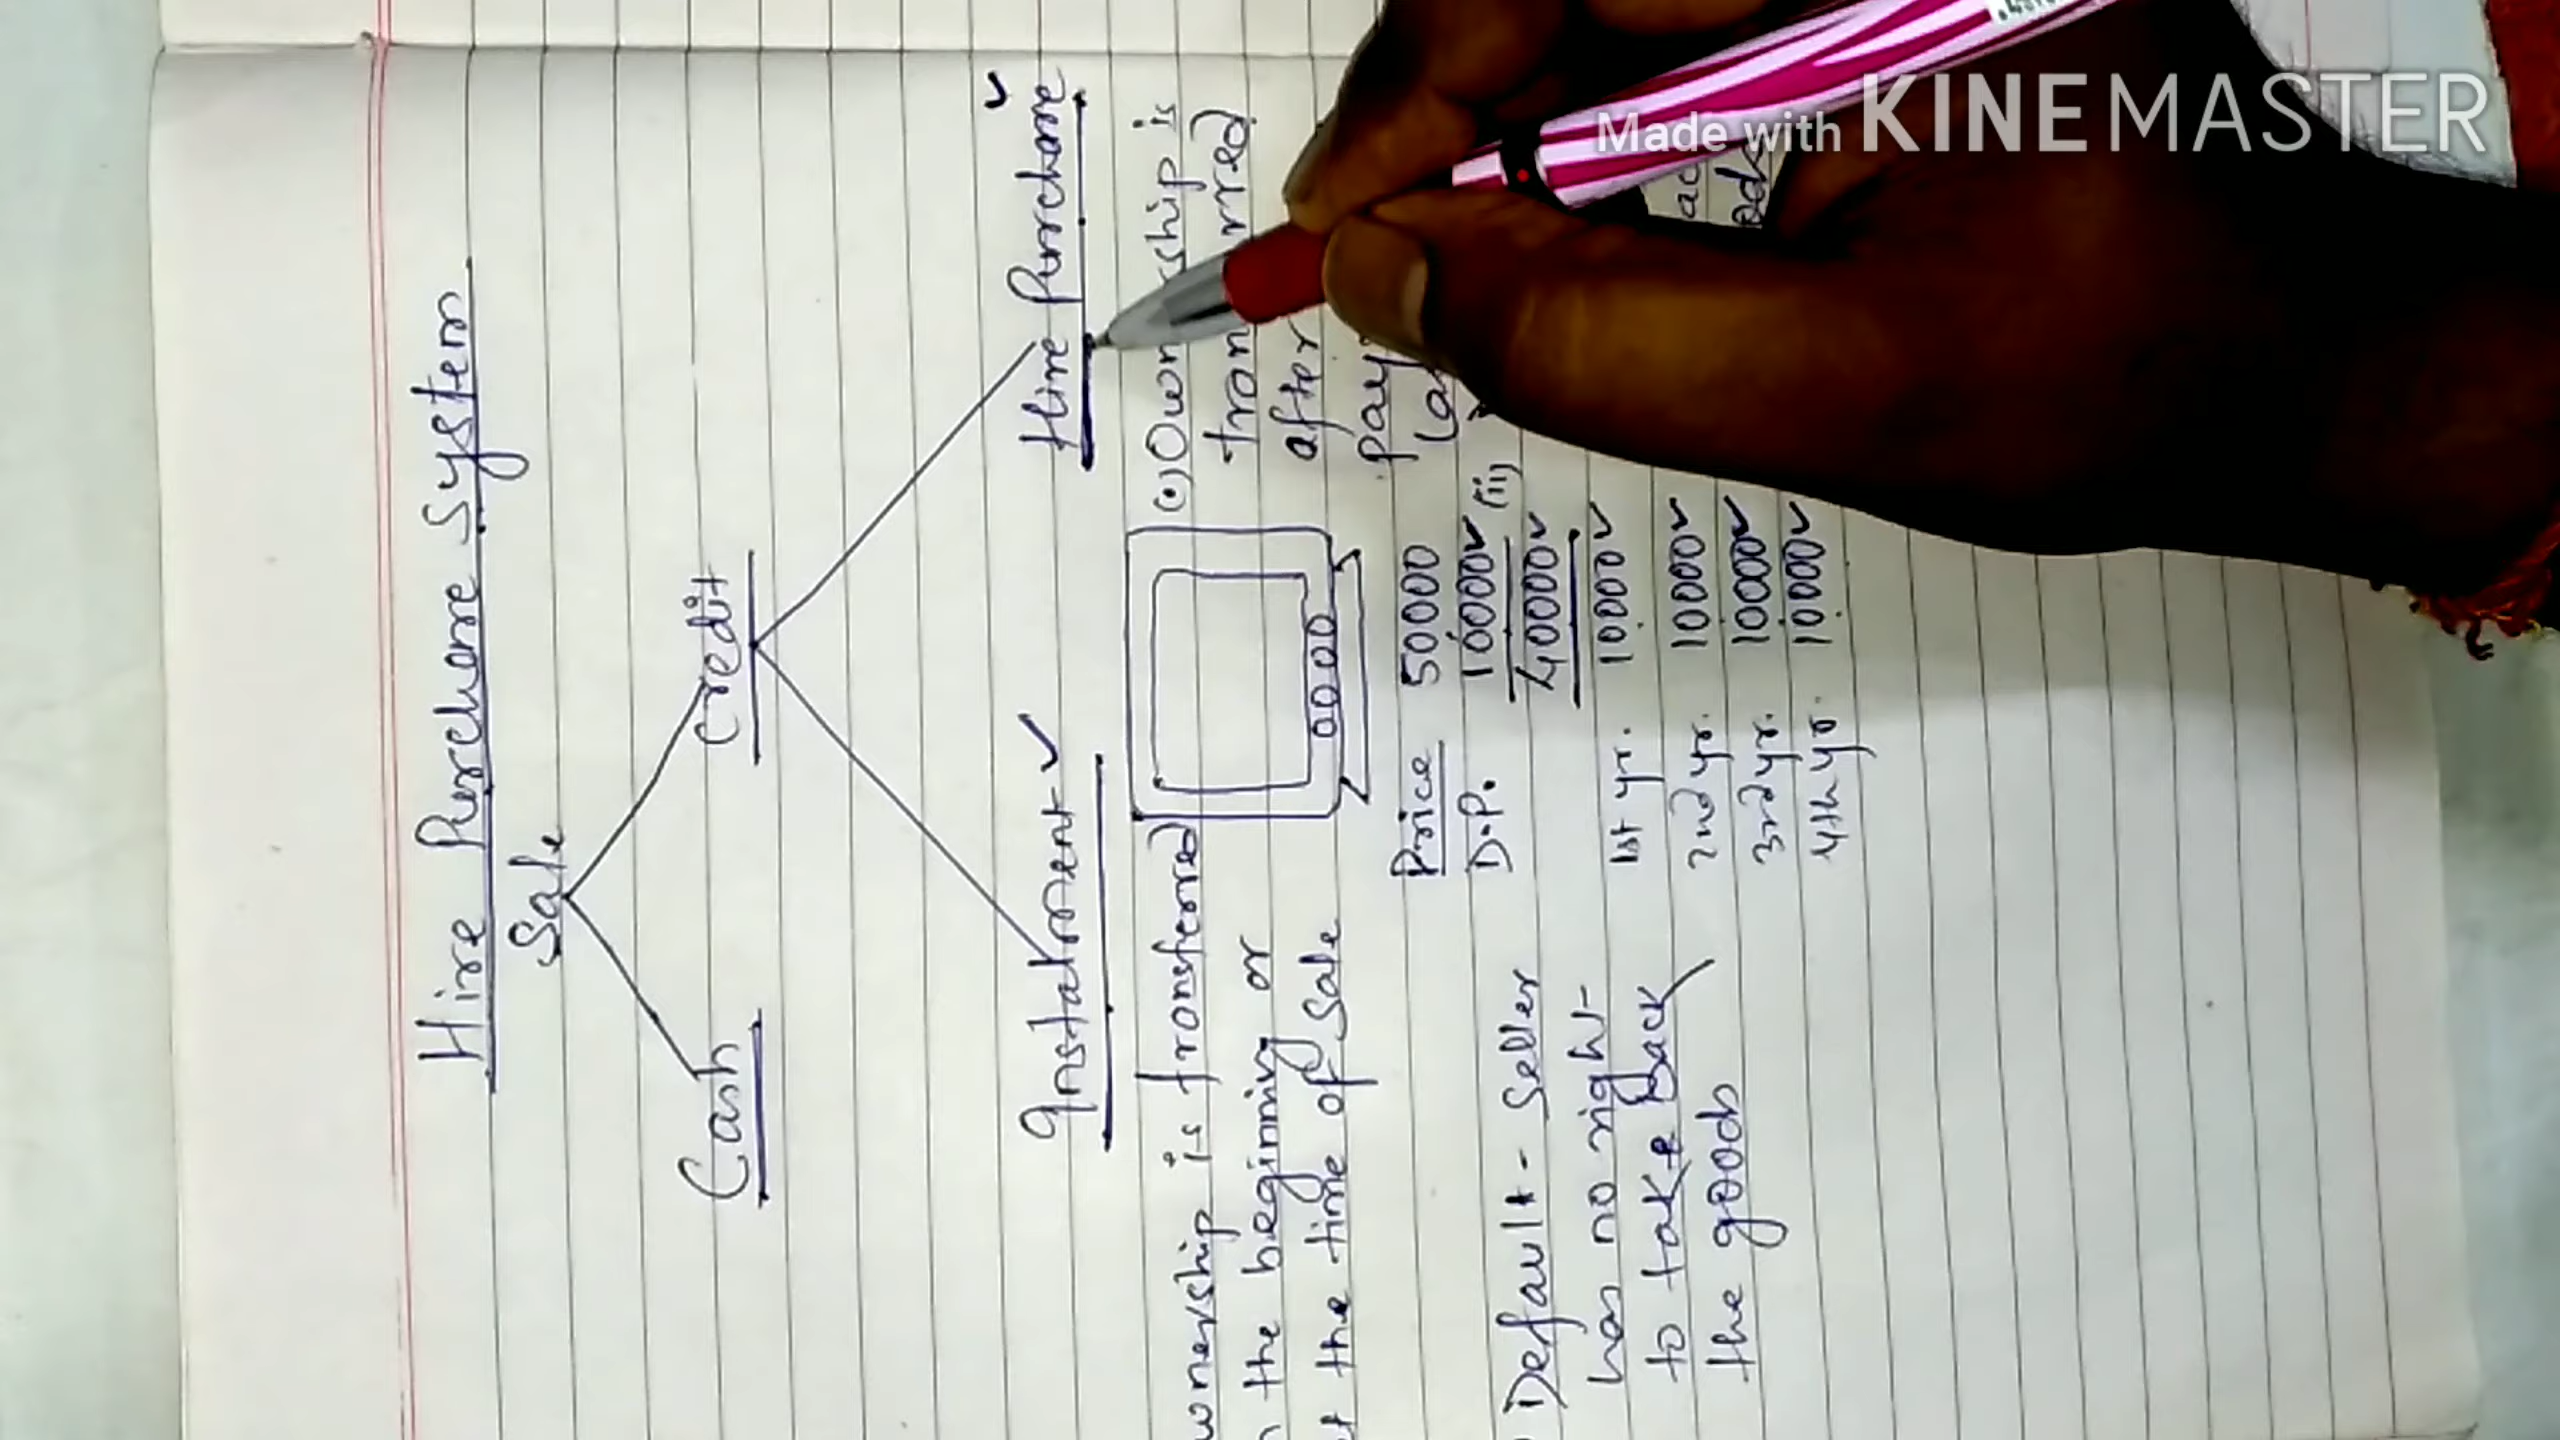 Made with KINEMASTER
Hire Purchase System
Sale
Cash
Credit
Instalment ✓
Hire Purchase ✓
ownership is transferred
the beginning or
the time of Sale
Default - Seller
has no right
to take Back
the goods
Price 50000
D.P. 10000✓
40000✓
1st yr. 10000✓
2nd yr. 10000✓
3rd yr. 10000✓
4th yr. 10000✓
is
after
(ii)